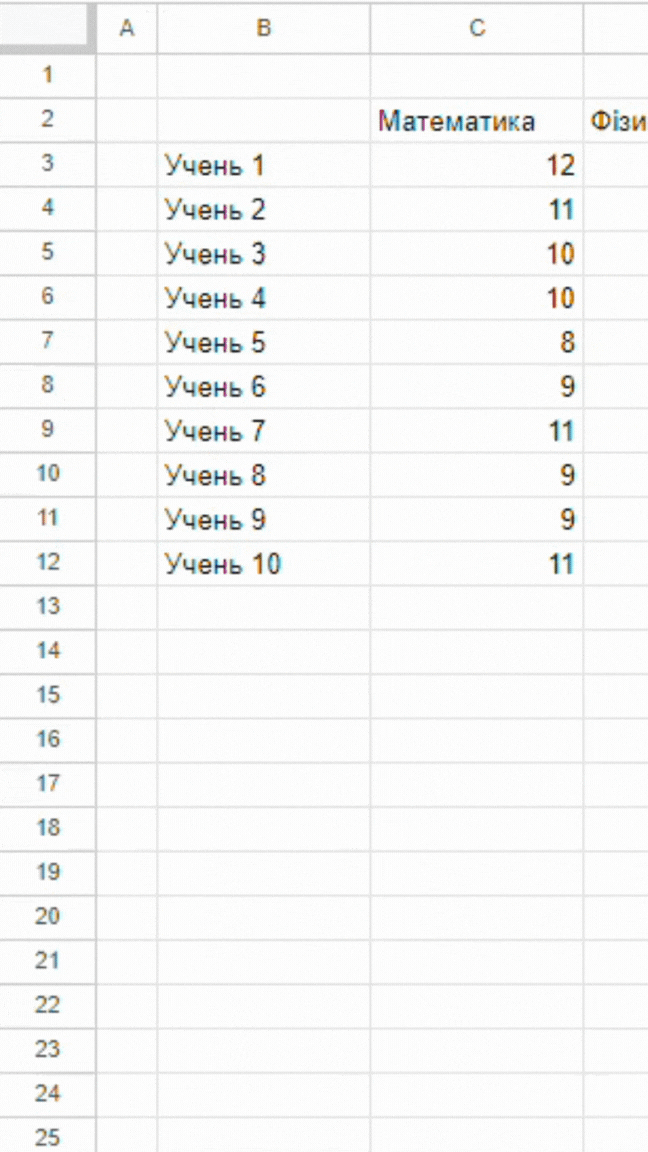 A B C
1
2 Математика Фізи
3 Учень 1 12
4 Учень 2 11
5 Учень 3 10
6 Учень 4 10
7 Учень 5 8
8 Учень 6 9
9 Учень 7 11
10 Учень 8 9
11 Учень 9 9
12 Учень 10 11
13
14
15
16
17
18
19
20
21
22
23
24
25